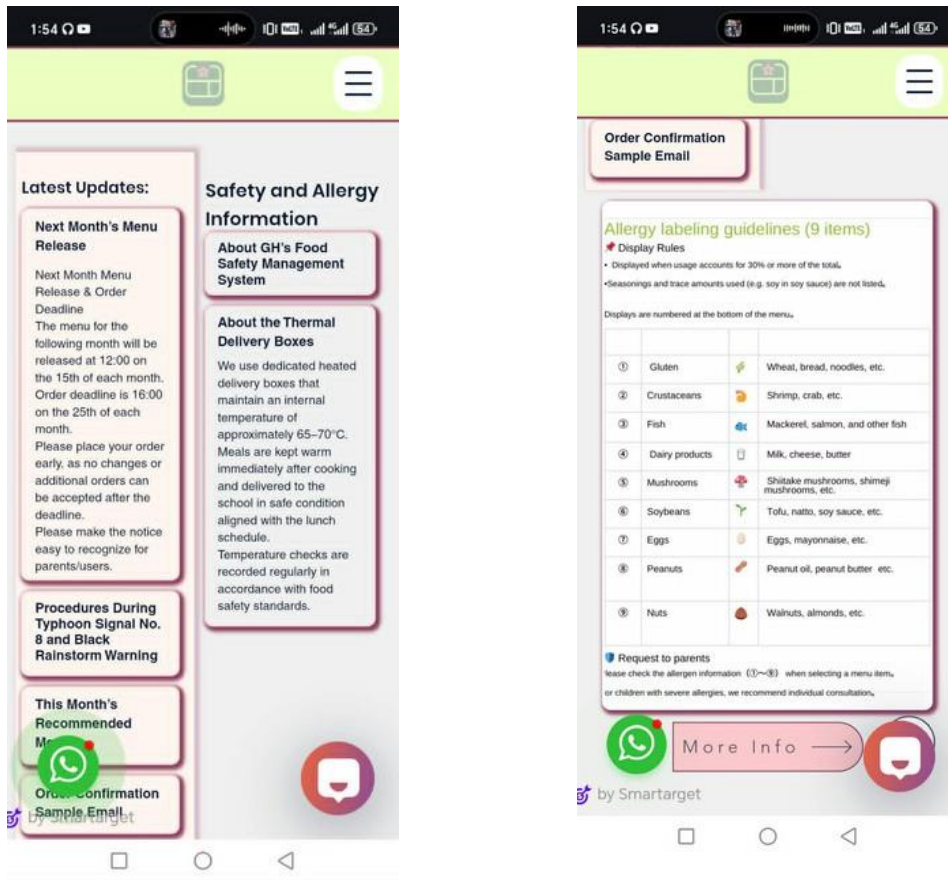 1:54
VoLTE
4G
54
Latest Updates:
Next Month's Menu
Release
Next Month Menu
Release & Order
Deadline
The menu for the
following month will be
released at 12:00 on
the 15th of each month.
Order deadline is 16:00
on the 25th of each
month.
Please place your order
early, as no changes or
additional orders can
be accepted after the
deadline.
Please make the notice
easy to recognize for
parents/users.
Procedures During
Typhoon Signal No.
8 and Black
Rainstorm Warning
This Month's
Recommended
Order Confirmation
Sample Email
by Smartarget
Safety and Allergy
Information
About GH's Food
Safety Management
System
About the Thermal
Delivery Boxes
We use dedicated heated
delivery boxes that
maintain an internal
temperature of
approximately 65–70°C.
Meals are kept warm
immediately after cooking
and delivered to the
school in safe condition
aligned with the lunch
schedule.
Temperature checks are
recorded regularly in
accordance with food
safety standards.
1:54
VoLTE
4G
54
Order Confirmation
Sample Email
Allergy labeling guidelines (9 items)
Display Rules
• Displayed when usage accounts for 30% or more of the total。
•Seasonings and trace amounts used (e.g. soy in soy sauce) are not listed。
Displays are numbered at the bottom of the menu。
① Gluten Wheat, bread, noodles, etc.
② Crustaceans Shrimp, crab, etc.
③ Fish Mackerel, salmon, and other fish
④ Dairy products Milk, cheese, butter
⑤ Mushrooms Shiitake mushrooms, shimeji
mushrooms, etc.
⑥ Soybeans Tofu, natto, soy sauce, etc.
⑦ Eggs Eggs, mayonnaise, etc.
⑧ Peanuts Peanut oil, peanut butter etc.
⑨ Nuts Walnuts, almonds, etc.
Request to parents
lease check the allergen information（①〜⑨） when selecting a menu item。
or children with severe allergies, we recommend individual consultation。
More Info
by Smartarget